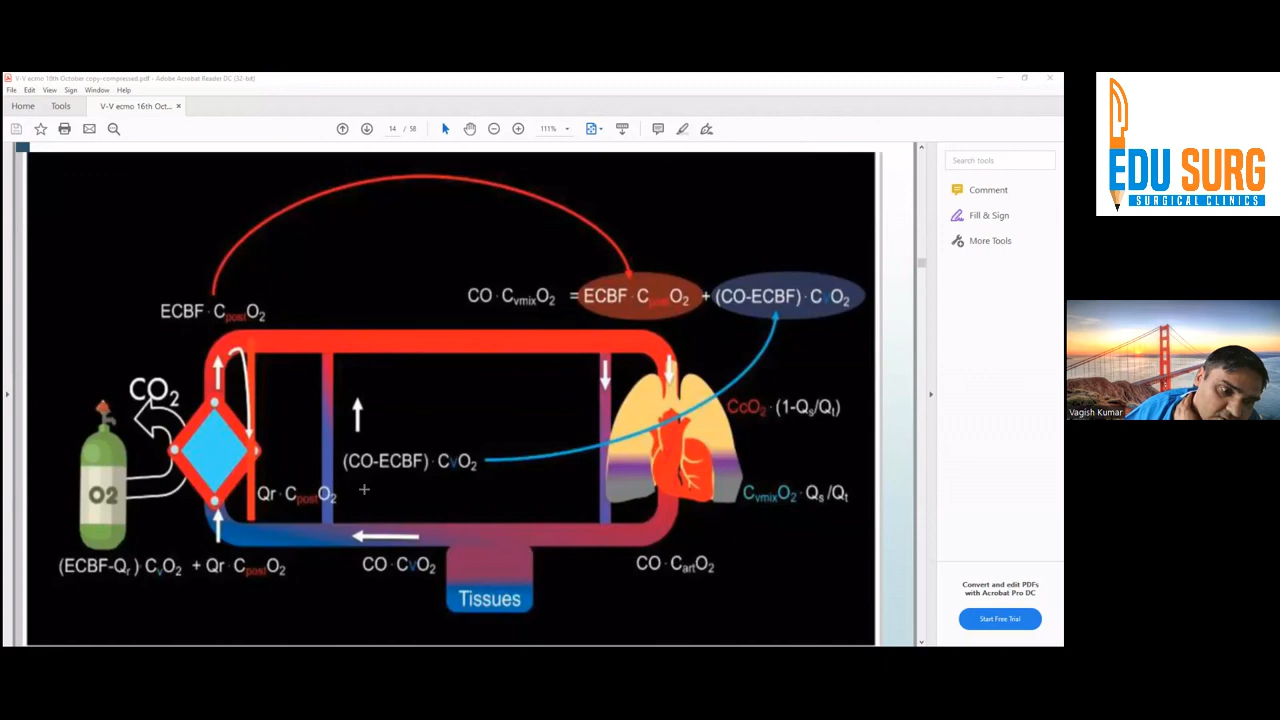 V-V ecmo 16th October copy-compressed.pdf - Adobe Acrobat Reader DC (32-bit)
File Edit View Sign Window Help
Home Tools V-V ecmo 16th Oct... ×
14 / 58 111%
Search tools
Comment
Fill & Sign
More Tools
Convert and edit PDFs
with Acrobat Pro DC
Start Free Trial
ECBF · CpostO2
CO · CvmixO2 = ECBF · CpostO2 + (CO-ECBF) · CvO2
CO2
O2
CcO2 · (1-Qs/Qt)
(CO-ECBF) · CvO2
Qr · CpostO2
CvmixO2 · Qs /Qt
(ECBF-Qr) · CvO2 + Qr · CpostO2
CO · CvO2
CO · CartO2
Tissues
EDU SURG
SURGICAL CLINICS
Vagish Kumar